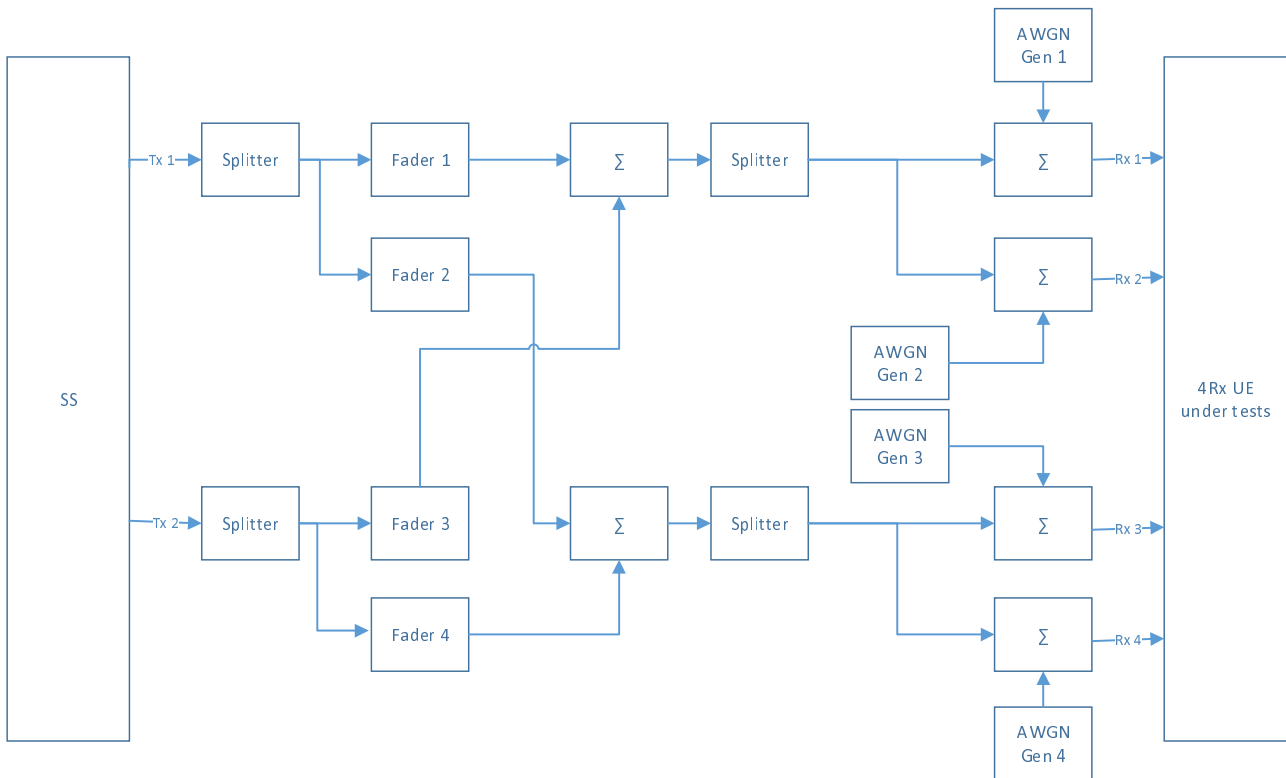 AWGN
Gen 1
Tx 1
Splitter
Fader 1
Σ
Splitter
Σ
Rx 1
Fader 2
Σ
Rx 2
AWGN
Gen 2
SS
4Rx UE
under tests
AWGN
Gen 3
Tx 2
Splitter
Fader 3
Σ
Splitter
Σ
Rx 3
Fader 4
Σ
Rx 4
AWGN
Gen 4